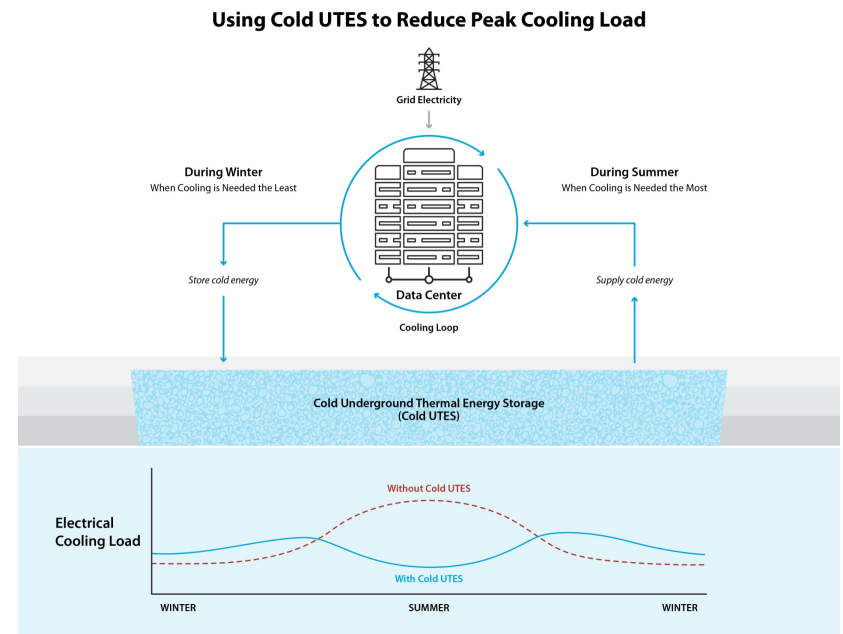 Using Cold UTES to Reduce Peak Cooling Load
Grid Electricity
During Winter
When Cooling is Needed the Least
During Summer
When Cooling is Needed the Most
Store cold energy
Supply cold energy
Data Center
Cooling Loop
Cold Underground Thermal Energy Storage
(Cold UTES)
Without Cold UTES
Electrical
Cooling Load
With Cold UTES
WINTER
SUMMER
WINTER